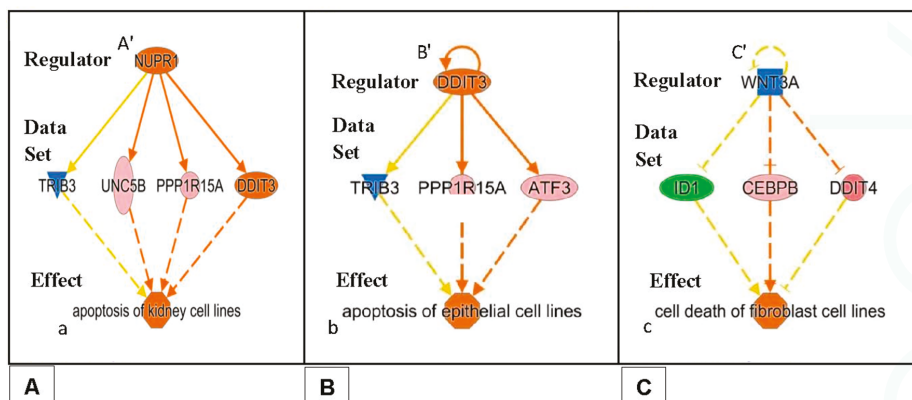 A'
Regulator NUPR1
Data
Set
TRIB3 UNC5B PPP1R15A DDIT3
Effect
apoptosis of kidney cell lines
a
A
B'
Regulator DDIT3
Data
Set
TRIB3 PPP1R15A ATF3
Effect
apoptosis of epithelial cell lines
b
B
C'
Regulator WNT3A
Data
Set
ID1 CEBPB DDIT4
Effect
cell death of fibroblast cell lines
c
C